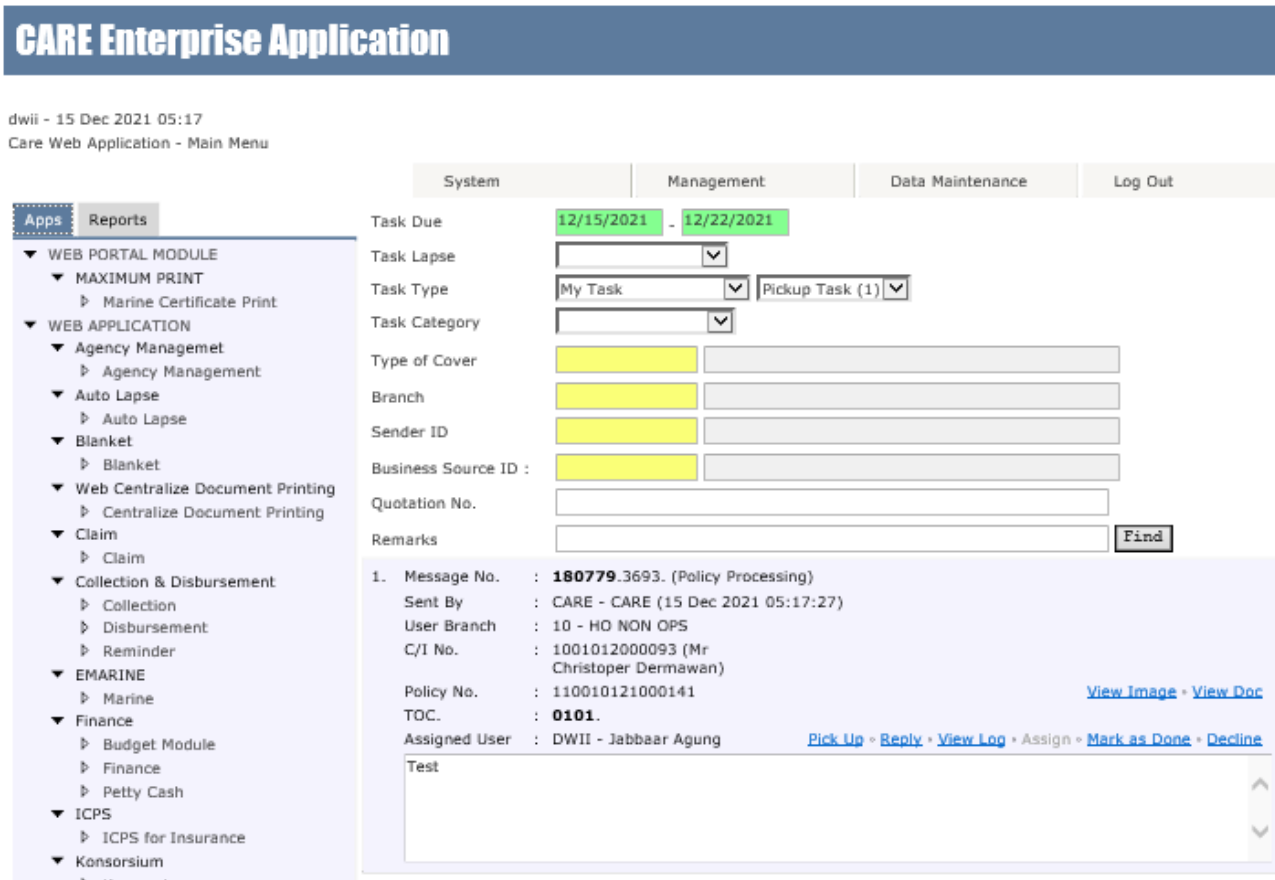 CARE Enterprise Application
dwii - 15 Dec 2021 05:17
Care Web Application - Main Menu
System Management Data Maintenance Log Out
Apps Reports
WEB PORTAL MODULE
MAXIMUM PRINT
Marine Certificate Print
WEB APPLICATION
Agency Managemet
Agency Management
Auto Lapse
Auto Lapse
Blanket
Blanket
Web Centralize Document Printing
Centralize Document Printing
Claim
Claim
Collection & Disbursement
Collection
Disbursement
Reminder
EMARINE
Marine
Finance
Budget Module
Finance
Petty Cash
ICPS
ICPS for Insurance
Konsorsium
Task Due 12/15/2021 - 12/22/2021
Task Lapse
Task Type My Task Pickup Task (1)
Task Category
Type of Cover
Branch
Sender ID
Business Source ID :
Quotation No.
Remarks Find
1. Message No. : 180779.3693. (Policy Processing)
Sent By : CARE - CARE (15 Dec 2021 05:17:27)
User Branch : 10 - HO NON OPS
C/I No. : 1001012000093 (Mr
Christoper Dermawan)
Policy No. : 110010121000141 View Image • View Doc
TOC. : 0101.
Assigned User : DWII - Jabbaar Agung Pick Up • Reply • View Log • Assign • Mark as Done • Decline
Test